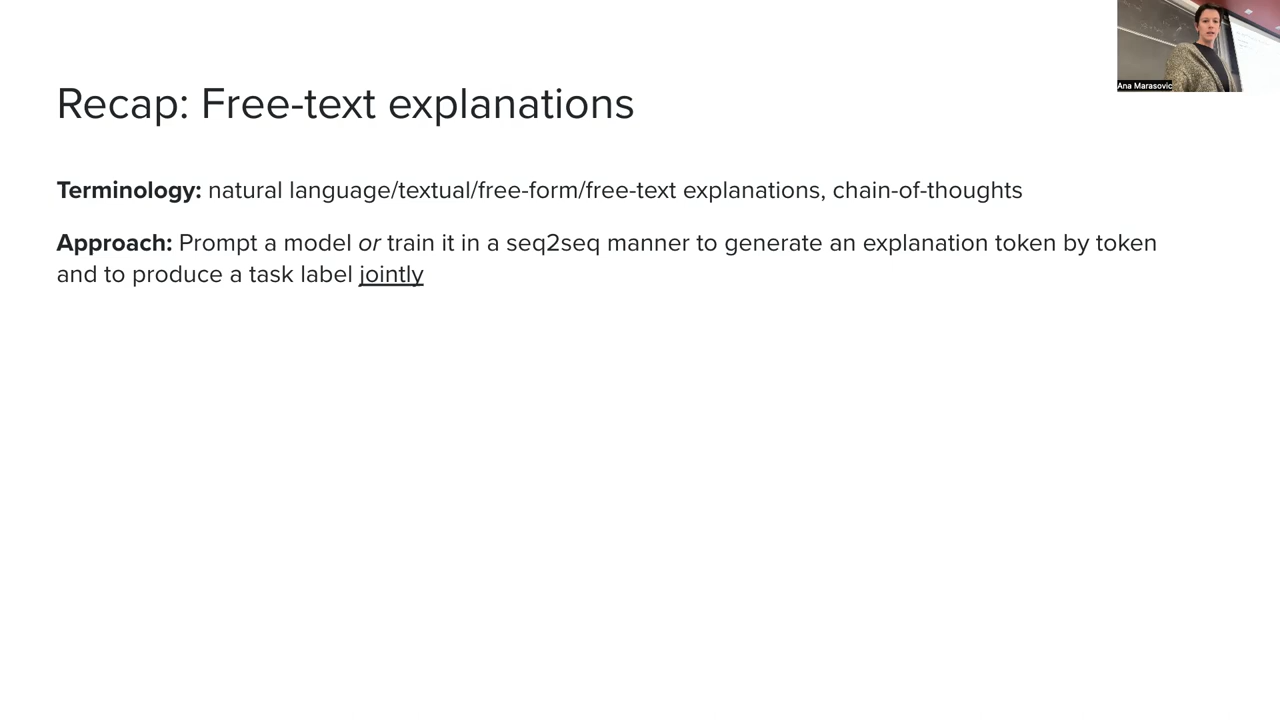 Ana Marasovic
Recap: Free-text explanations
Terminology: natural language/textual/free-form/free-text explanations, chain-of-thoughts
Approach: Prompt a model or train it in a seq2seq manner to generate an explanation token by token
and to produce a task label jointly